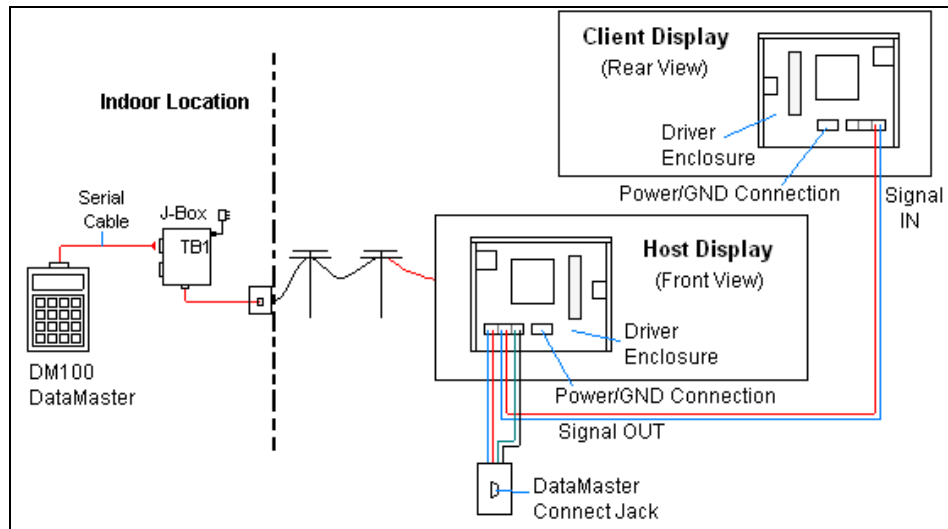 Client Display
(Rear View)
Indoor Location
Driver
Enclosure
Power/GND Connection
Signal
IN
Serial
Cable
J-Box
TB1
Host Display
(Front View)
Driver
Enclosure
DM100
DataMaster
Power/GND Connection
Signal OUT
DataMaster
Connect Jack